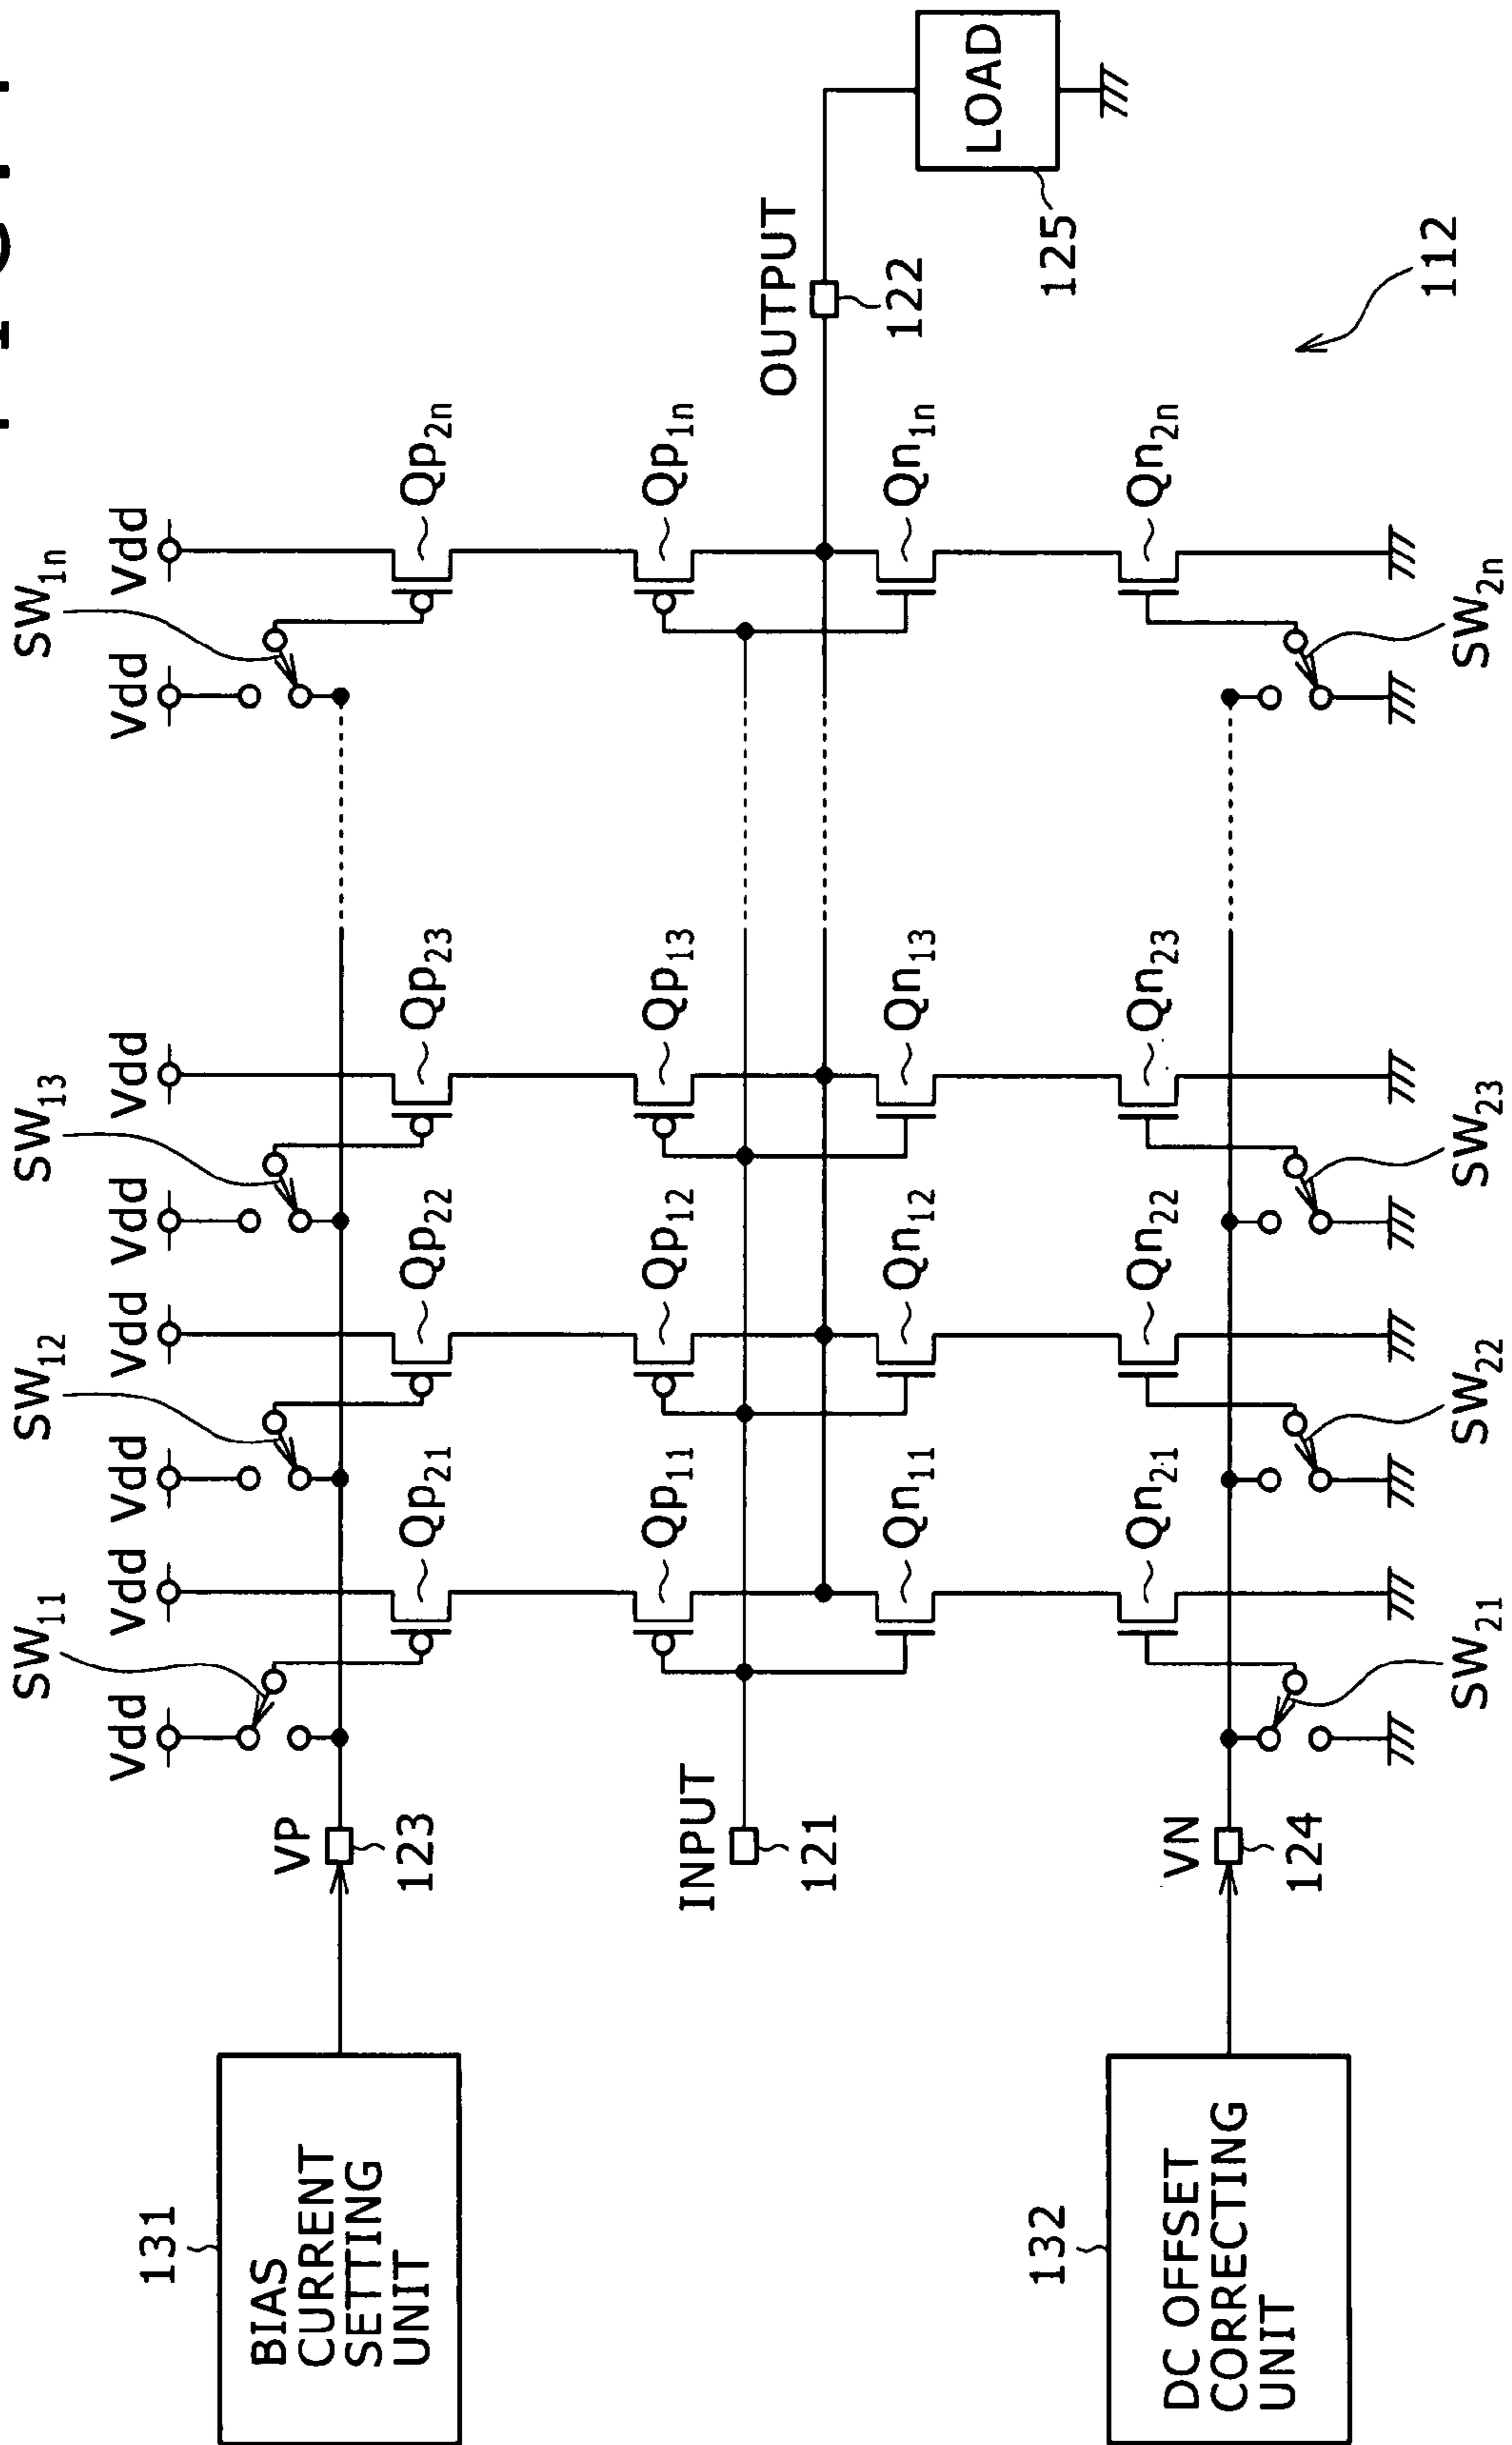 SW11
SW12
SW13
SW1n
Vdd
Vdd
Vdd
Vdd
Vdd
Vdd
Vdd
Vdd
131
BIAS
CURRENT
SETTING
UNIT
VP
123
Qp21
Qp22
Qp23
Qp2n
INPUT
121
Qp11
Qp12
Qp13
Qp1n
OUTPUT
122
LOAD
125
Qn11
Qn12
Qn13
Qn1n
132
DC OFFSET
CORRECTING
UNIT
VN
124
Qn21
Qn22
Qn23
Qn2n
SW21
SW22
SW23
SW2n
112